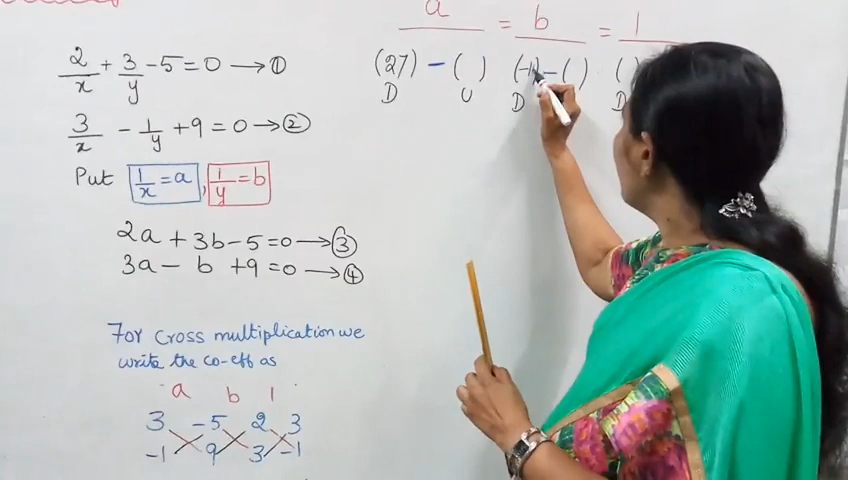 a = b = 1
(27) - ( ) (-1 - ( ) ( )
D U D D
2/x + 3/y - 5 = 0 → ①
3/x - 1/y + 9 = 0 → ②
Put 1/x = a , 1/y = b
2a + 3b - 5 = 0 → ③
3a - b + 9 = 0 → ④
For cross multiplication we
write the co-eff as
a b 1
3 -5 2 3
-1 9 3 -1